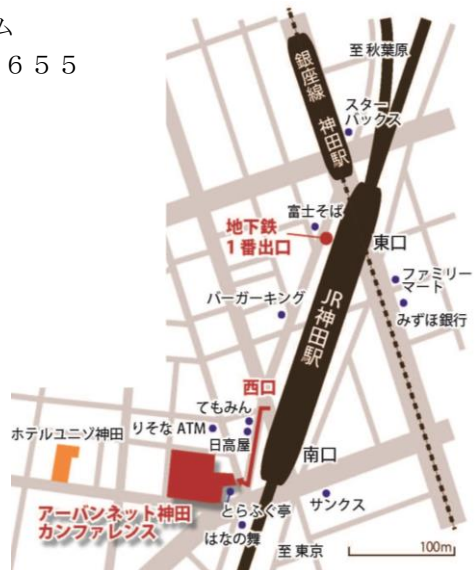 ム
６５５
至秋葉原
銀座線 神田駅
スター
バックス
富士そば
地下鉄
1番出口
東口
ファミリー
マート
みずほ銀行
バーガーキング
JR神田駅
西口
てもみん
りそなATM
日高屋
ホテルユニゾ神田
南口
アーバンネット神田
カンファレンス
とらふぐ亭
サンクス
はなの舞
至東京
100m